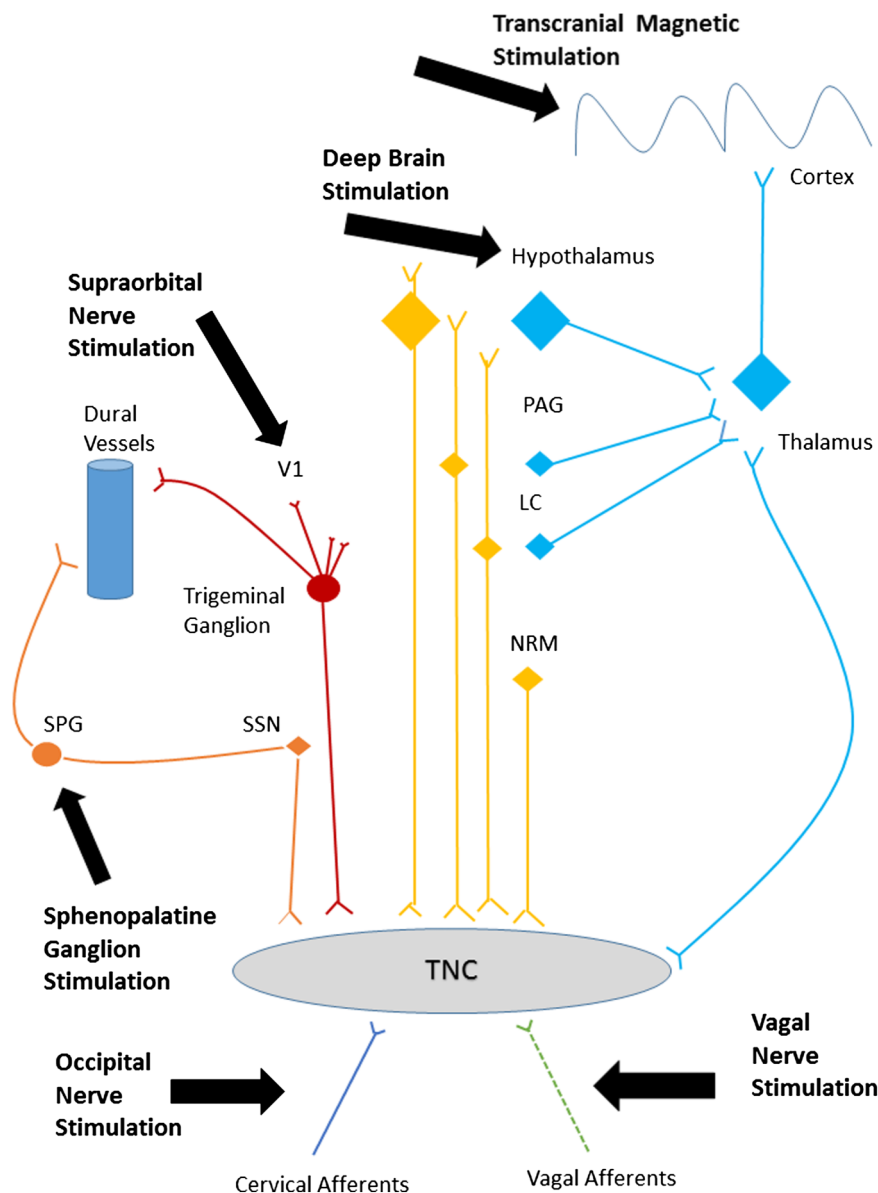 Transcranial Magnetic
Stimulation
Cortex
Deep Brain
Stimulation
Hypothalamus
Supraorbital
Nerve
Stimulation
Dural
Vessels
V1
PAG
Thalamus
LC
Trigeminal
Ganglion
NRM
SPG
SSN
Sphenopalatine
Ganglion
Stimulation
TNC
Occipital
Nerve
Stimulation
Vagal
Nerve
Stimulation
Cervical Afferents
Vagal Afferents